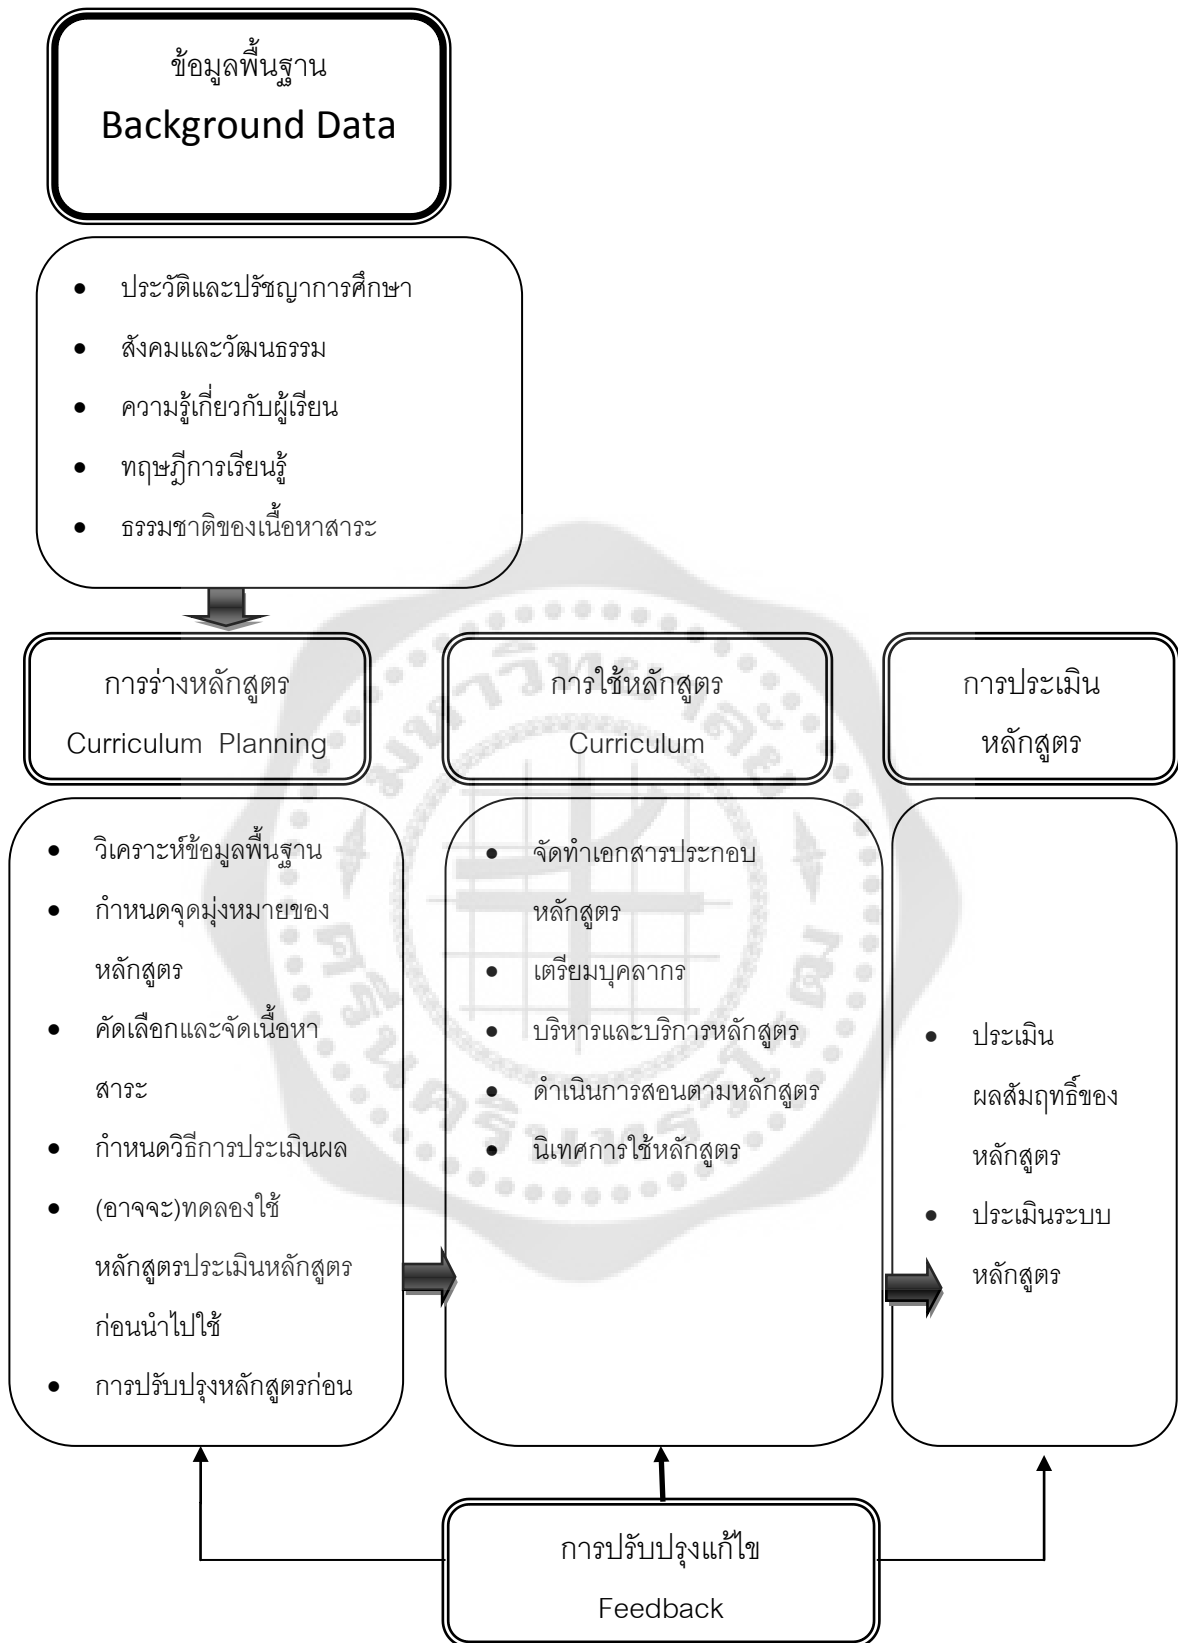 ข้อมูลพื้นฐาน
Background Data
• ประวัติและปรัชญาการศึกษา
• สังคมและวัฒนธรรม
• ความรู้เกี่ยวกับผู้เรียน
• ทฤษฎีการเรียนรู้
• ธรรมชาติของเนื้อหาสาระ
การร่างหลักสูตร
Curriculum Planning
• วิเคราะห์ข้อมูลพื้นฐาน
• กำหนดจุดมุ่งหมายของ
หลักสูตร
• คัดเลือกและจัดเนื้อหา
สาระ
• กำหนดวิธีการประเมินผล
• (อาจจะ)ทดลองใช้
หลักสูตรประเมินหลักสูตร
ก่อนนำไปใช้
• การปรับปรุงหลักสูตรก่อน
การใช้หลักสูตร
Curriculum
• จัดทำเอกสารประกอบ
หลักสูตร
• เตรียมบุคลากร
• บริหารและบริการหลักสูตร
• ดำเนินการสอนตามหลักสูตร
• นิเทศการใช้หลักสูตร
การประเมิน
หลักสูตร
• ประเมิน
ผลสัมฤทธิ์ของ
หลักสูตร
• ประเมินระบบ
หลักสูตร
การปรับปรุงแก้ไข
Feedback
มหาวิทยาลัย
ศรีนครินทรวิโรฒ